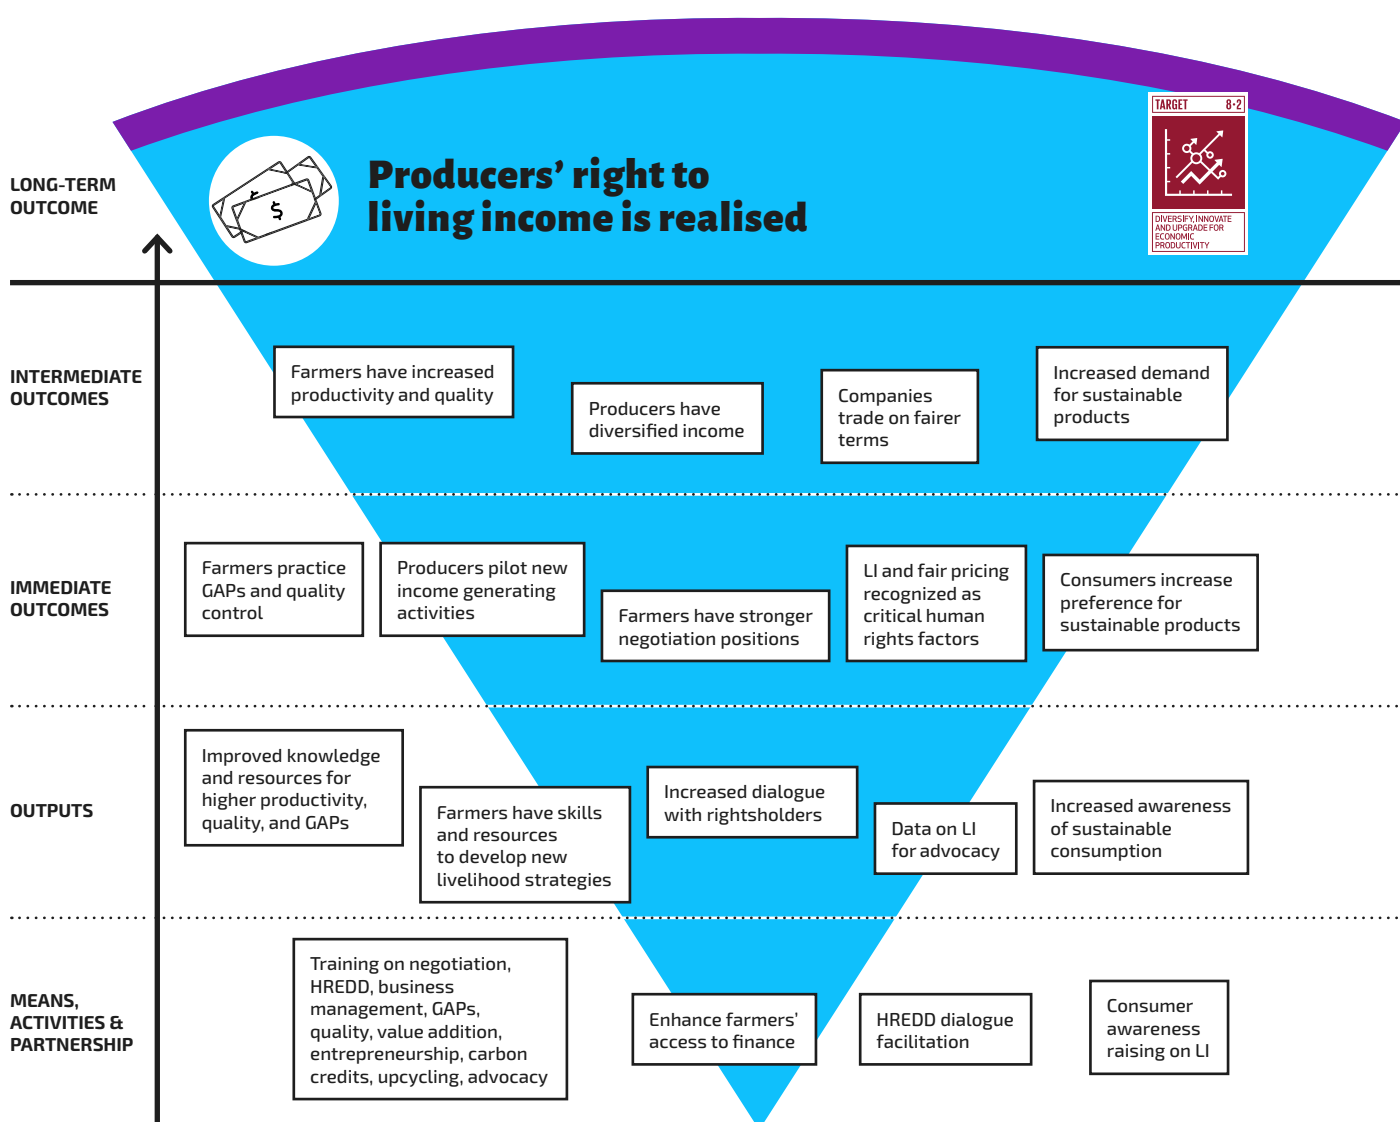 TARGET 8·2
DIVERSIFY, INNOVATE
AND UPGRADE FOR
ECONOMIC
PRODUCTIVITY
LONG-TERM
OUTCOME
$
Producers’ right to
living income is realised
INTERMEDIATE
OUTCOMES
Farmers have increased
productivity and quality
Producers have
diversified income
Companies
trade on fairer
terms
Increased demand
for sustainable
products
IMMEDIATE
OUTCOMES
Farmers practice
GAPs and quality
control
Producers pilot new
income generating
activities
Farmers have stronger
negotiation positions
LI and fair pricing
recognized as
critical human
rights factors
Consumers increase
preference for
sustainable products
OUTPUTS
Improved knowledge
and resources for
higher productivity,
quality, and GAPs
Farmers have skills
and resources
to develop new
livelihood strategies
Increased dialogue
with rightsholders
Data on LI
for advocacy
Increased awareness
of sustainable
consumption
MEANS,
ACTIVITIES &
PARTNERSHIP
Training on negotiation,
HREDD, business
management, GAPs,
quality, value addition,
entrepreneurship, carbon
credits, upcycling, advocacy
Enhance farmers’
access to finance
HREDD dialogue
facilitation
Consumer
awareness
raising on LI